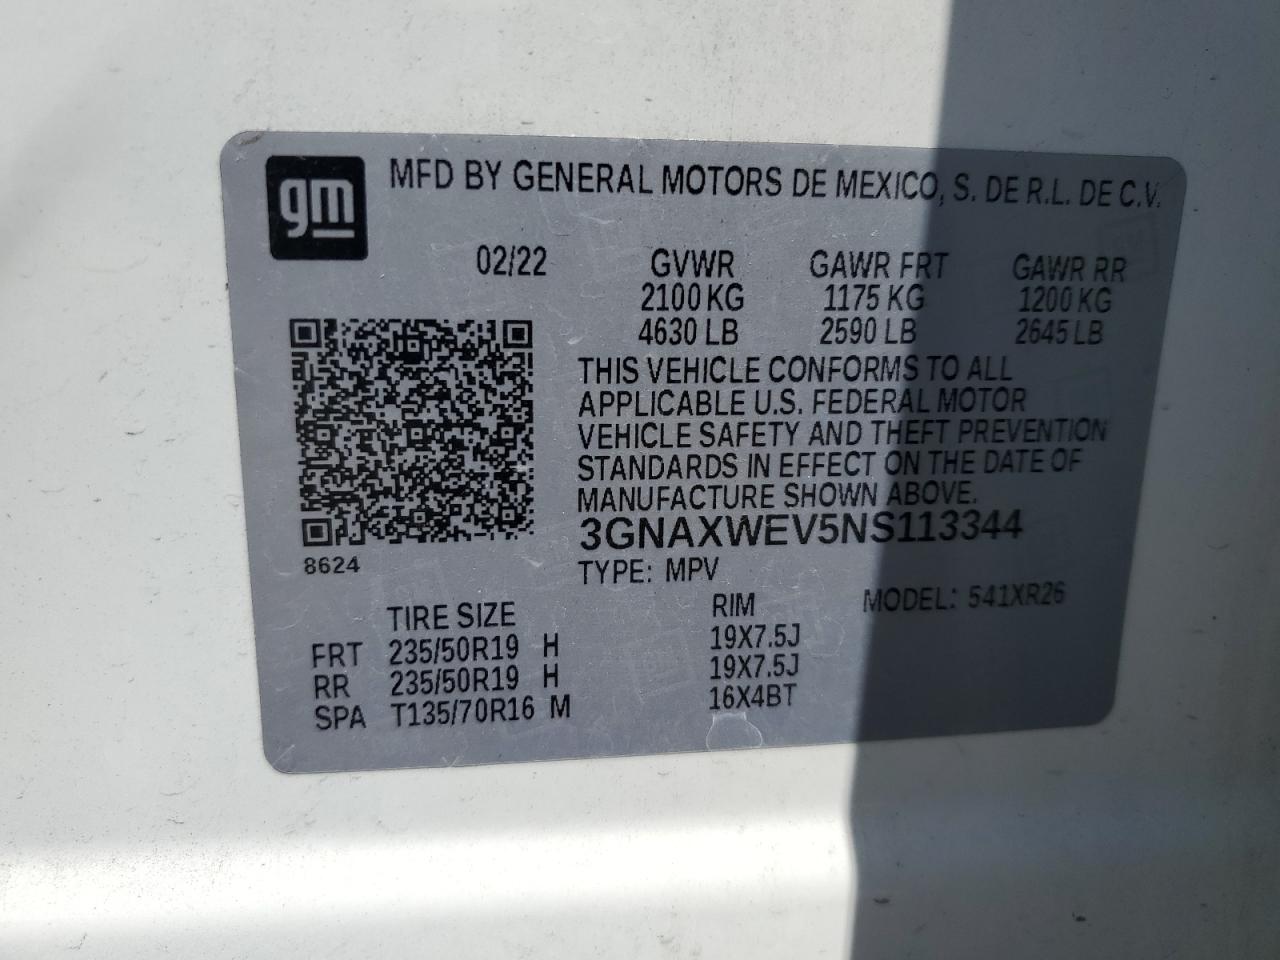 gm
MFD BY GENERAL MOTORS DE MEXICO, S. DE R.L. DE C.V.
02/22 GVWR GAWR FRT GAWR RR
2100 KG 1175 KG 1200 KG
4630 LB 2590 LB 2645 LB
THIS VEHICLE CONFORMS TO ALL
APPLICABLE U.S. FEDERAL MOTOR
VEHICLE SAFETY AND THEFT PREVENTION
STANDARDS IN EFFECT ON THE DATE OF
MANUFACTURE SHOWN ABOVE.
3GNAXWEV5NS113344
8624
TYPE: MPV MODEL: 541XR26
TIRE SIZE RIM
FRT 235/50R19 H 19X7.5J
RR 235/50R19 H 19X7.5J
SPA T135/70R16 M 16X4BT